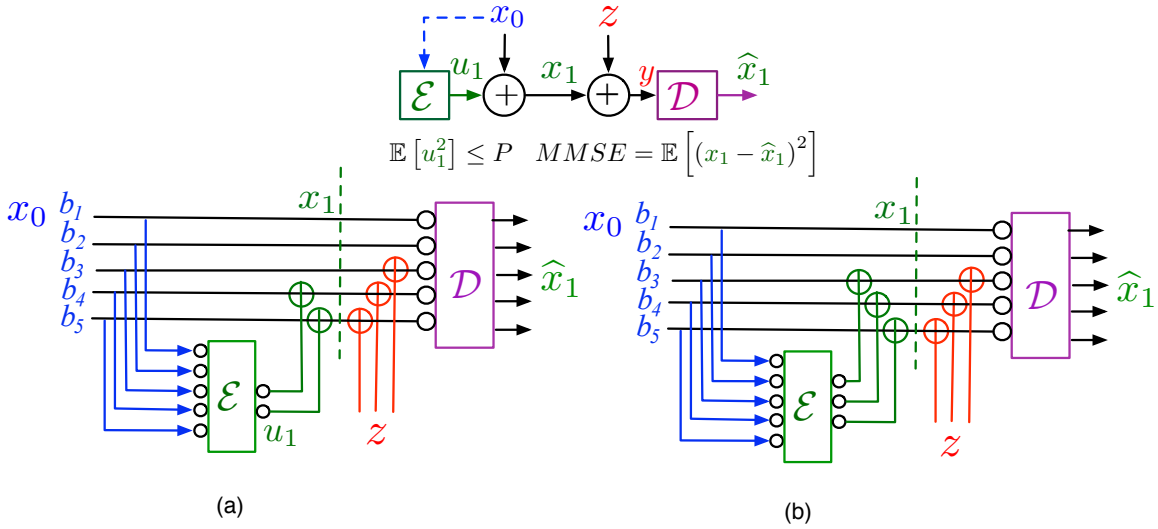 x₀ z
u₁ x₁ y x̂₁
ℰ + + 𝒟
𝔼 [u₁²] ≤ P MMSE = 𝔼 [(x₁ − x̂₁)²]
x₀ b₁ x₁
b₂
b₃
b₄
b₅
𝒟 x̂₁
ℰ
u₁ z
(a)
x₀ b₁ x₁
b₂
b₃
b₄
b₅
𝒟 x̂₁
ℰ
u₁ z
(b)